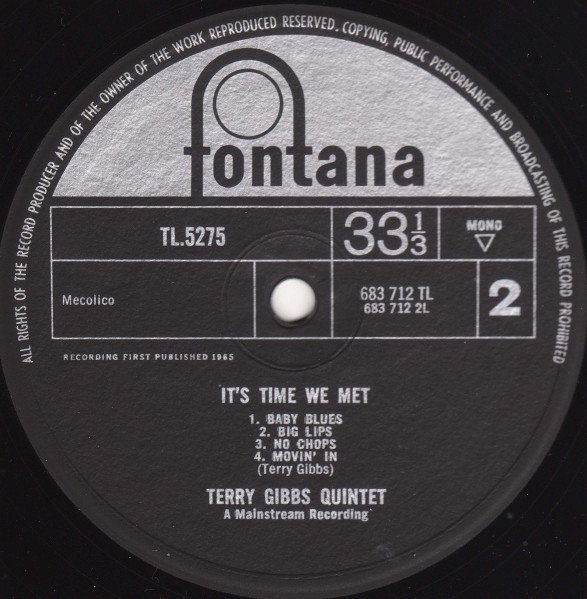 ALL RIGHTS OF THE RECORD PRODUCER AND OF THE OWNER OF THE WORK REPRODUCED RESERVED. COPYING, PUBLIC PERFORMANCE AND BROADCASTING OF THIS RECORD PROHIBITED
fontana
TL.5275
33 1/3
MONO
Mecolico
683 712 TL
683 712 2L
2
RECORDING FIRST PUBLISHED 1965
IT'S TIME WE MET
1. BABY BLUES
2. BIG LIPS
3. NO CHOPS
4. MOVIN' IN
(Terry Gibbs)
TERRY GIBBS QUINTET
A Mainstream Recording